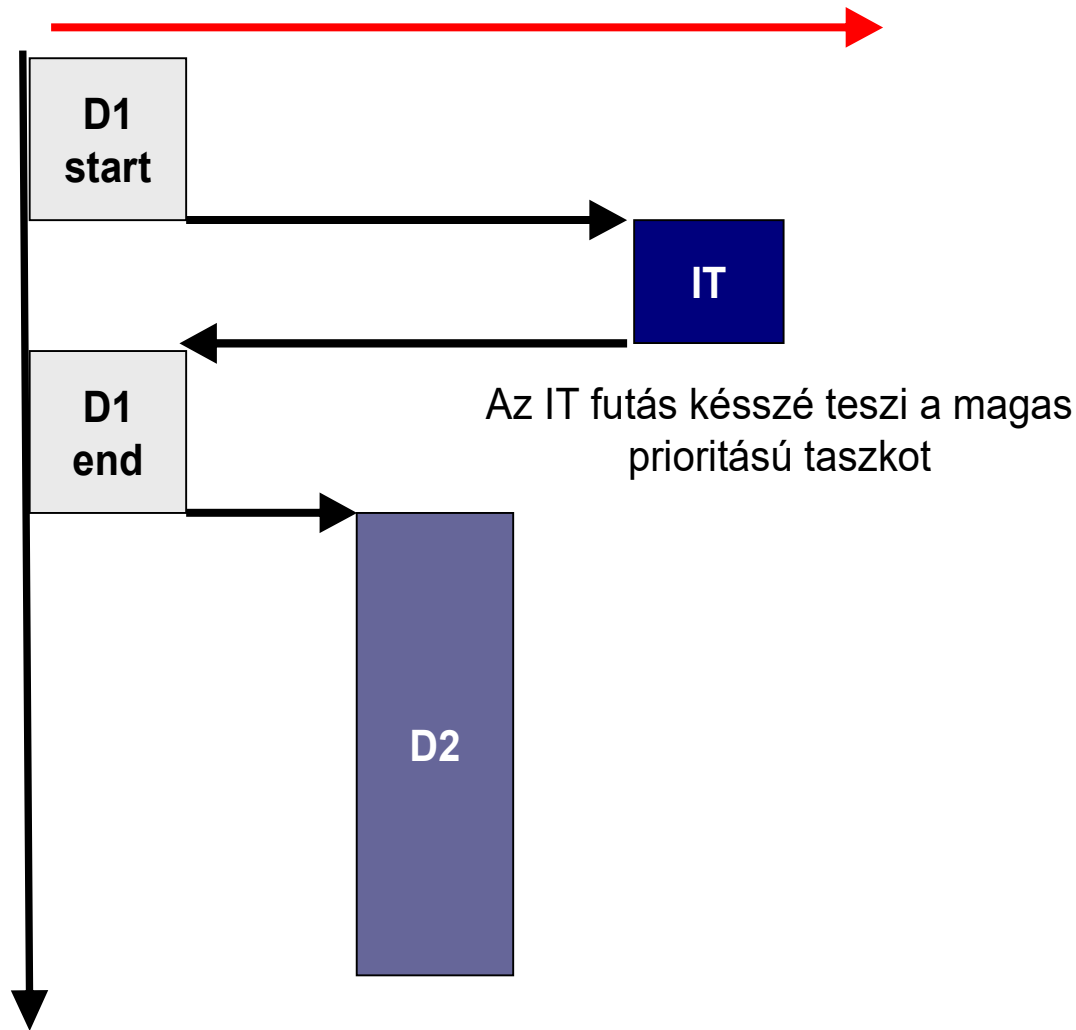 D1
start
IT
D1
end
Az IT futás késszé teszi a magas
prioritású taszkot
D2